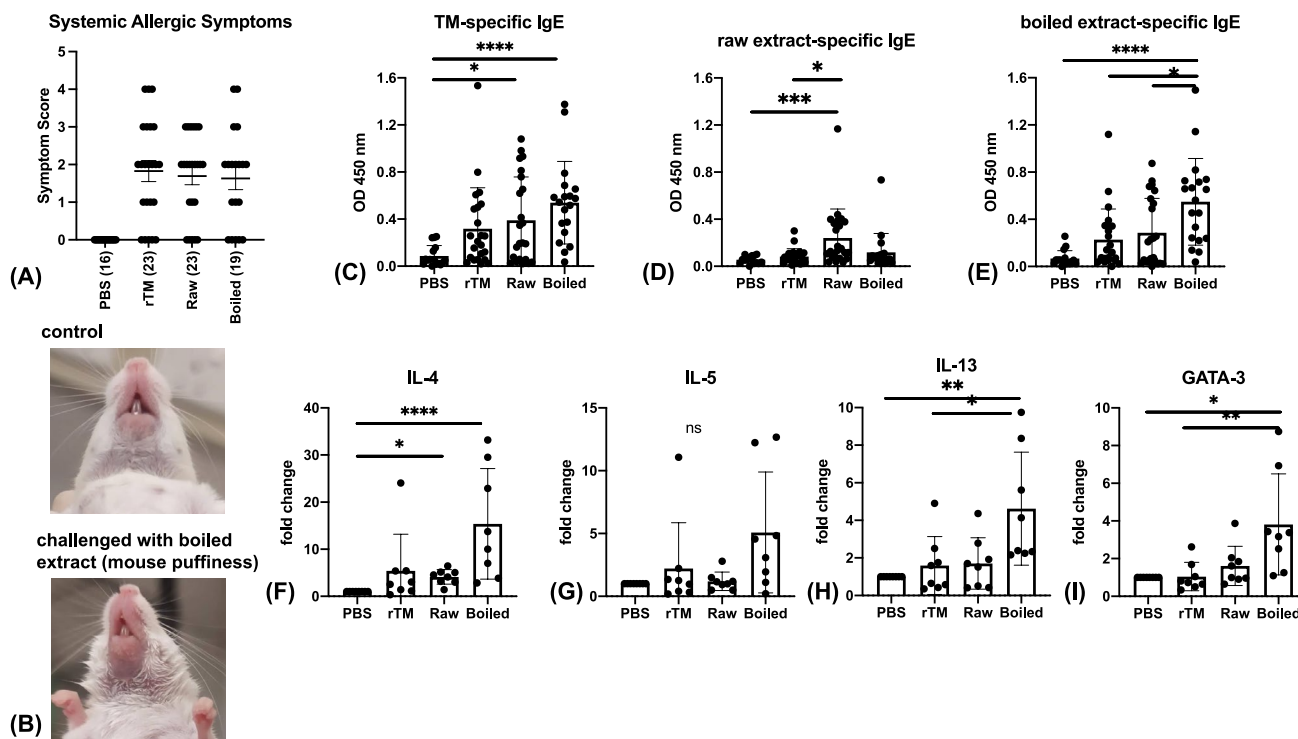 Systemic Allergic Symptoms
Symptom Score
5
4
3
2
1
0
PBS (16)
rTM (23)
Raw (23)
Boiled (19)
(A)
control
challenged with boiled
extract (mouse puffiness)
(B)
TM-specific IgE
****
*
OD 450 nm
1.6
1.2
0.8
0.4
0.0
PBS rTM Raw Boiled
(C)
raw extract-specific IgE
*
***
OD 450 nm
1.6
1.2
0.8
0.4
0.0
PBS rTM Raw Boiled
(D)
boiled extract-specific IgE
****
*
*
OD 450 nm
1.6
1.2
0.8
0.4
0.0
PBS rTM Raw Boiled
(E)
IL-4
****
*
fold change
40
30
20
10
0
PBS rTM Raw Boiled
(F)
IL-5
ns
fold change
15
10
5
0
PBS rTM Raw Boiled
(G)
IL-13
**
*
fold change
10
8
6
4
2
0
PBS rTM Raw Boiled
(H)
GATA-3
*
**
fold change
10
8
6
4
2
0
PBS rTM Raw Boiled
(I)